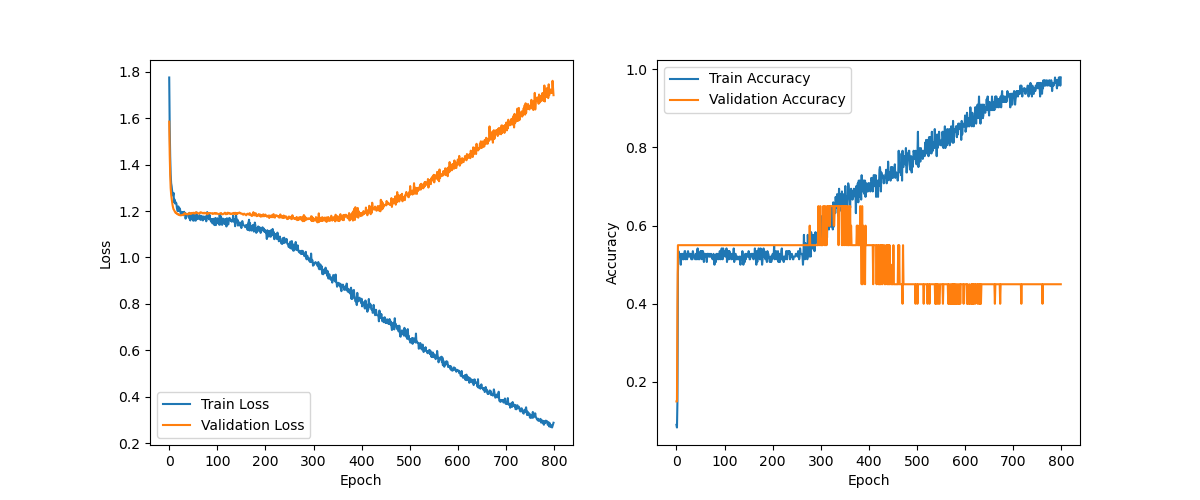 1.8
1.6
1.4
1.2
1.0
0.8
0.6
0.4
0.2
Loss
Train Loss
Validation Loss
0 100 200 300 400 500 600 700 800
Epoch
1.0
0.8
0.6
0.4
0.2
Accuracy
Train Accuracy
Validation Accuracy
0 100 200 300 400 500 600 700 800
Epoch